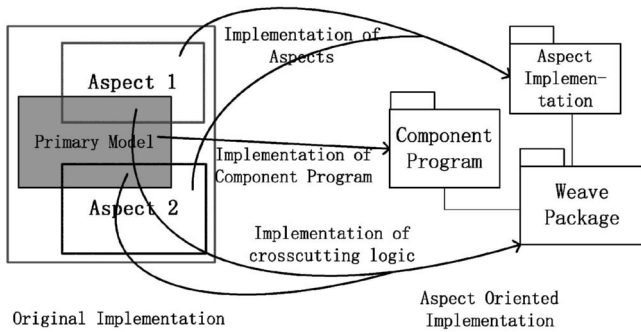 Implementation of
Aspects
Aspect 1
Aspect
Implemen-
tation
Primary Model
Component
Program
Implementation of
Component Program
Weave
Package
Aspect 2
Implementation of
crosscutting logic
Original Implementation
Aspect Oriented
Implementation